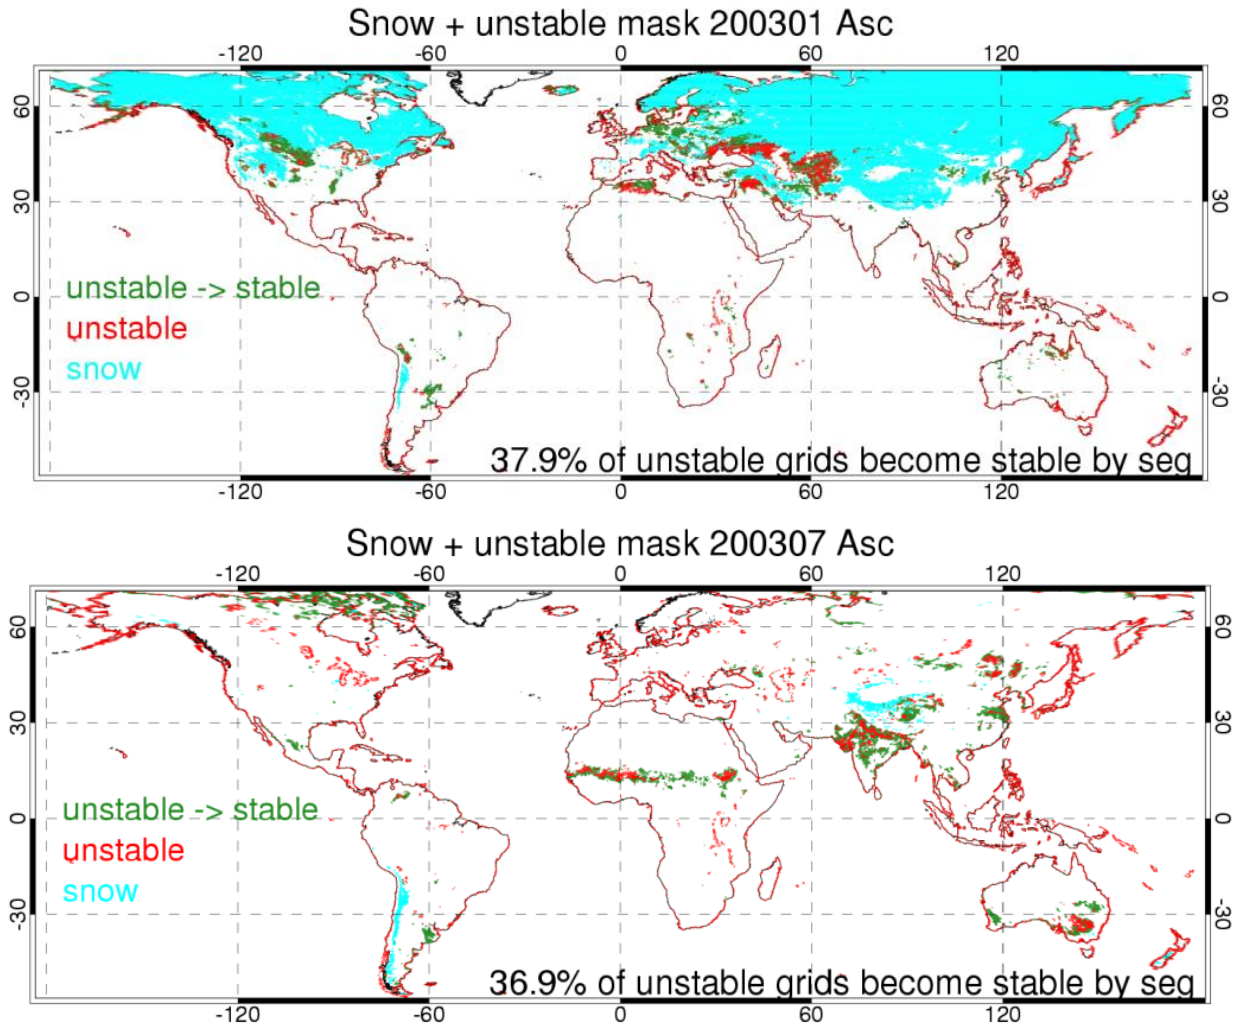 Snow + unstable mask 200301 Asc
-120 -60 0 60 120
60 60
30 30
0 0
-30 -30
unstable -> stable
unstable
snow
37.9% of unstable grids become stable by seg
-120 -60 0 60 120
Snow + unstable mask 200307 Asc
-120 -60 0 60 120
60 60
30 30
0 0
-30 -30
unstable -> stable
unstable
snow
36.9% of unstable grids become stable by seg
-120 -60 0 60 120